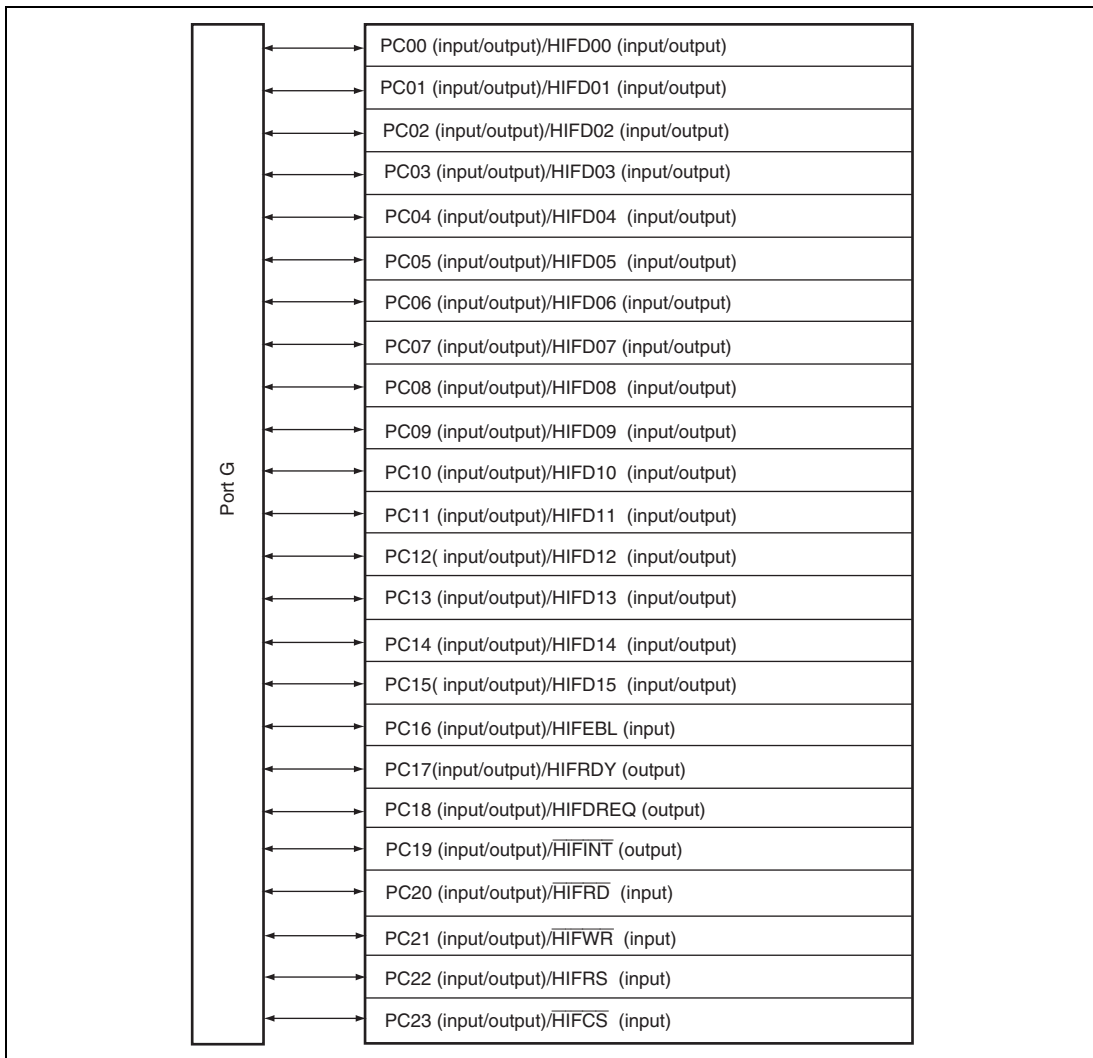 Port G
PC00 (input/output)/HIFD00 (input/output)
PC01 (input/output)/HIFD01 (input/output)
PC02 (input/output)/HIFD02 (input/output)
PC03 (input/output)/HIFD03 (input/output)
PC04 (input/output)/HIFD04 (input/output)
PC05 (input/output)/HIFD05 (input/output)
PC06 (input/output)/HIFD06 (input/output)
PC07 (input/output)/HIFD07 (input/output)
PC08 (input/output)/HIFD08 (input/output)
PC09 (input/output)/HIFD09 (input/output)
PC10 (input/output)/HIFD10 (input/output)
PC11 (input/output)/HIFD11 (input/output)
PC12( input/output)/HIFD12 (input/output)
PC13 (input/output)/HIFD13 (input/output)
PC14 (input/output)/HIFD14 (input/output)
PC15( input/output)/HIFD15 (input/output)
PC16 (input/output)/HIFEBL (input)
PC17(input/output)/HIFRDY (output)
PC18 (input/output)/HIFDREQ (output)
PC19 (input/output)/H̅I̅F̅I̅N̅T̅ (output)
PC20 (input/output)/H̅I̅F̅R̅D̅ (input)
PC21 (input/output)/H̅I̅F̅W̅R̅ (input)
PC22 (input/output)/HIFRS (input)
PC23 (input/output)/H̅I̅F̅C̅S̅ (input)